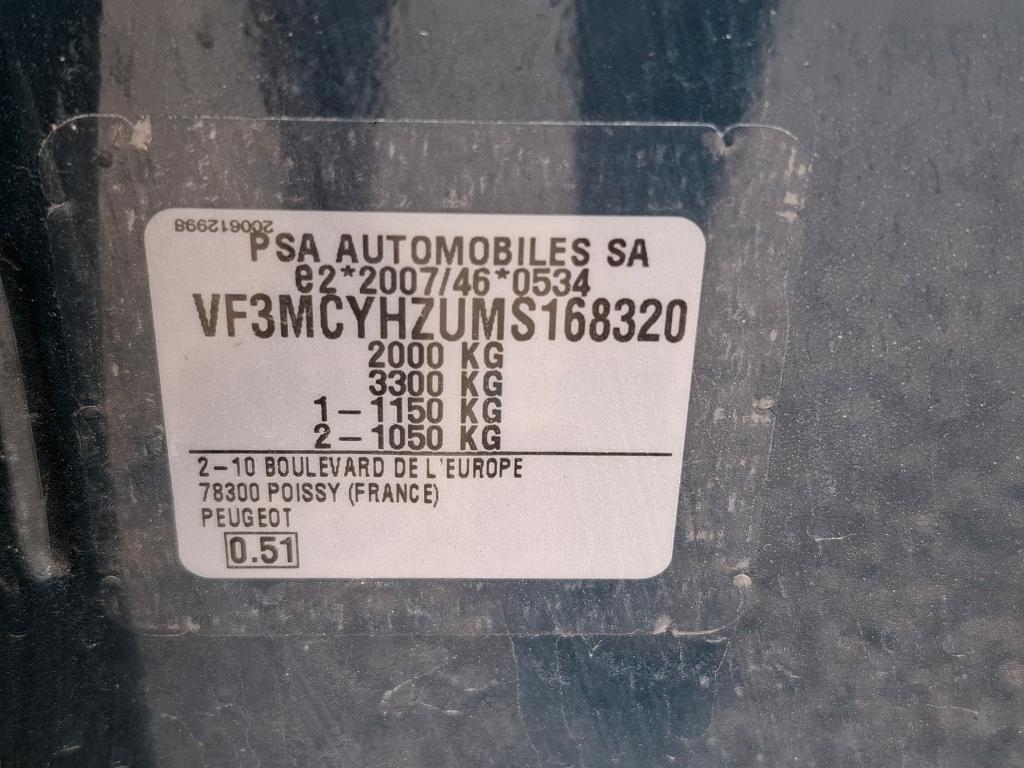 200612998
PSA AUTOMOBILES SA
e2*2007/46*0534
VF3MCYHZUMS168320
2000 KG
3300 KG
1-1150 KG
2-1050 KG
2-10 BOULEVARD DE L'EUROPE
78300 POISSY (FRANCE)
PEUGEOT
0.51